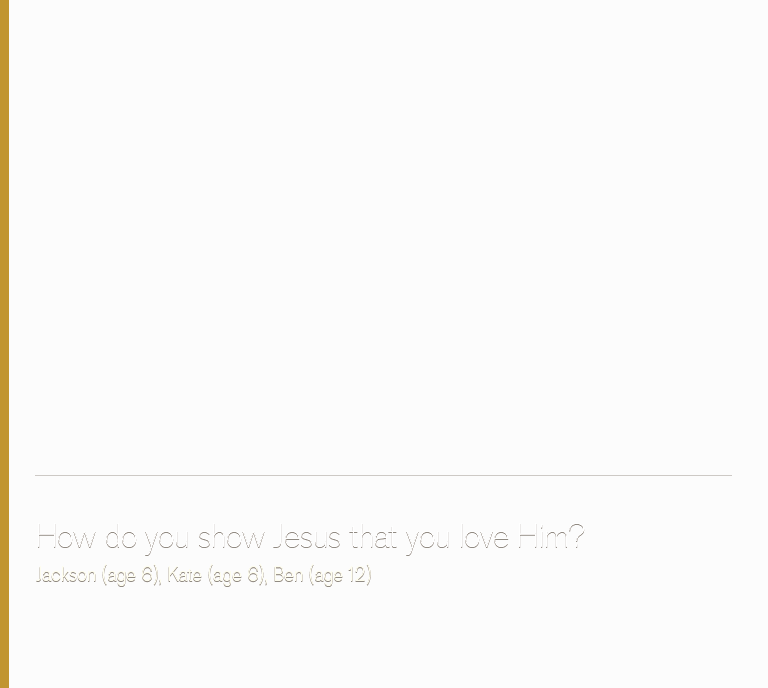 How do you show Jesus that you love Him?
Jackson (age 8), Kate (age 6), Ben (age 12)